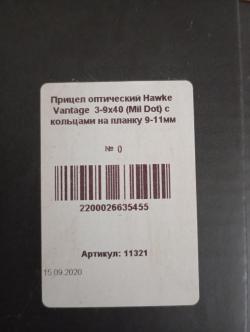 Прицел оптический Hawke
Vantage 3-9x40 (Mil Dot) с
кольцами на планку 9-11мм
№ ()
2200026635455
Артикул: 11321
15.09.2020